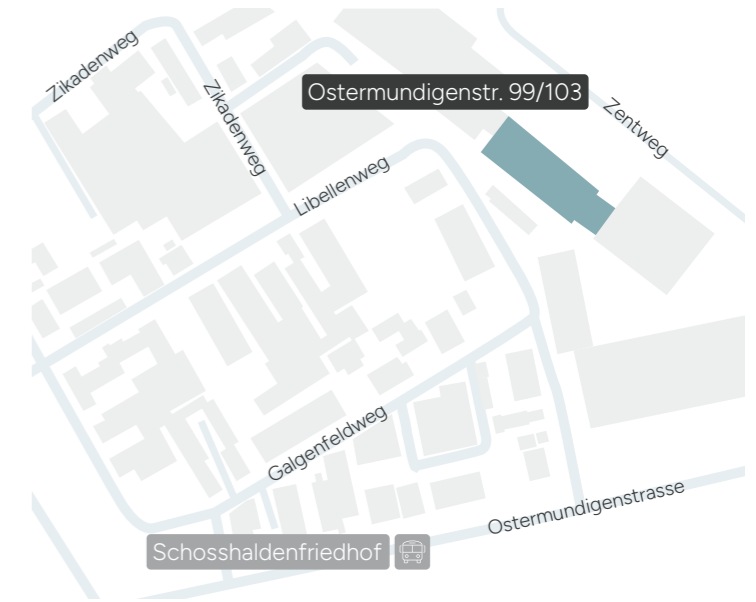 Zikadenweg
Zikadenweg
Ostermundigenstr. 99/103
Zentweg
Libellenweg
Galgenfeldweg
Ostermundigenstrasse
Schosshaldenfriedhof